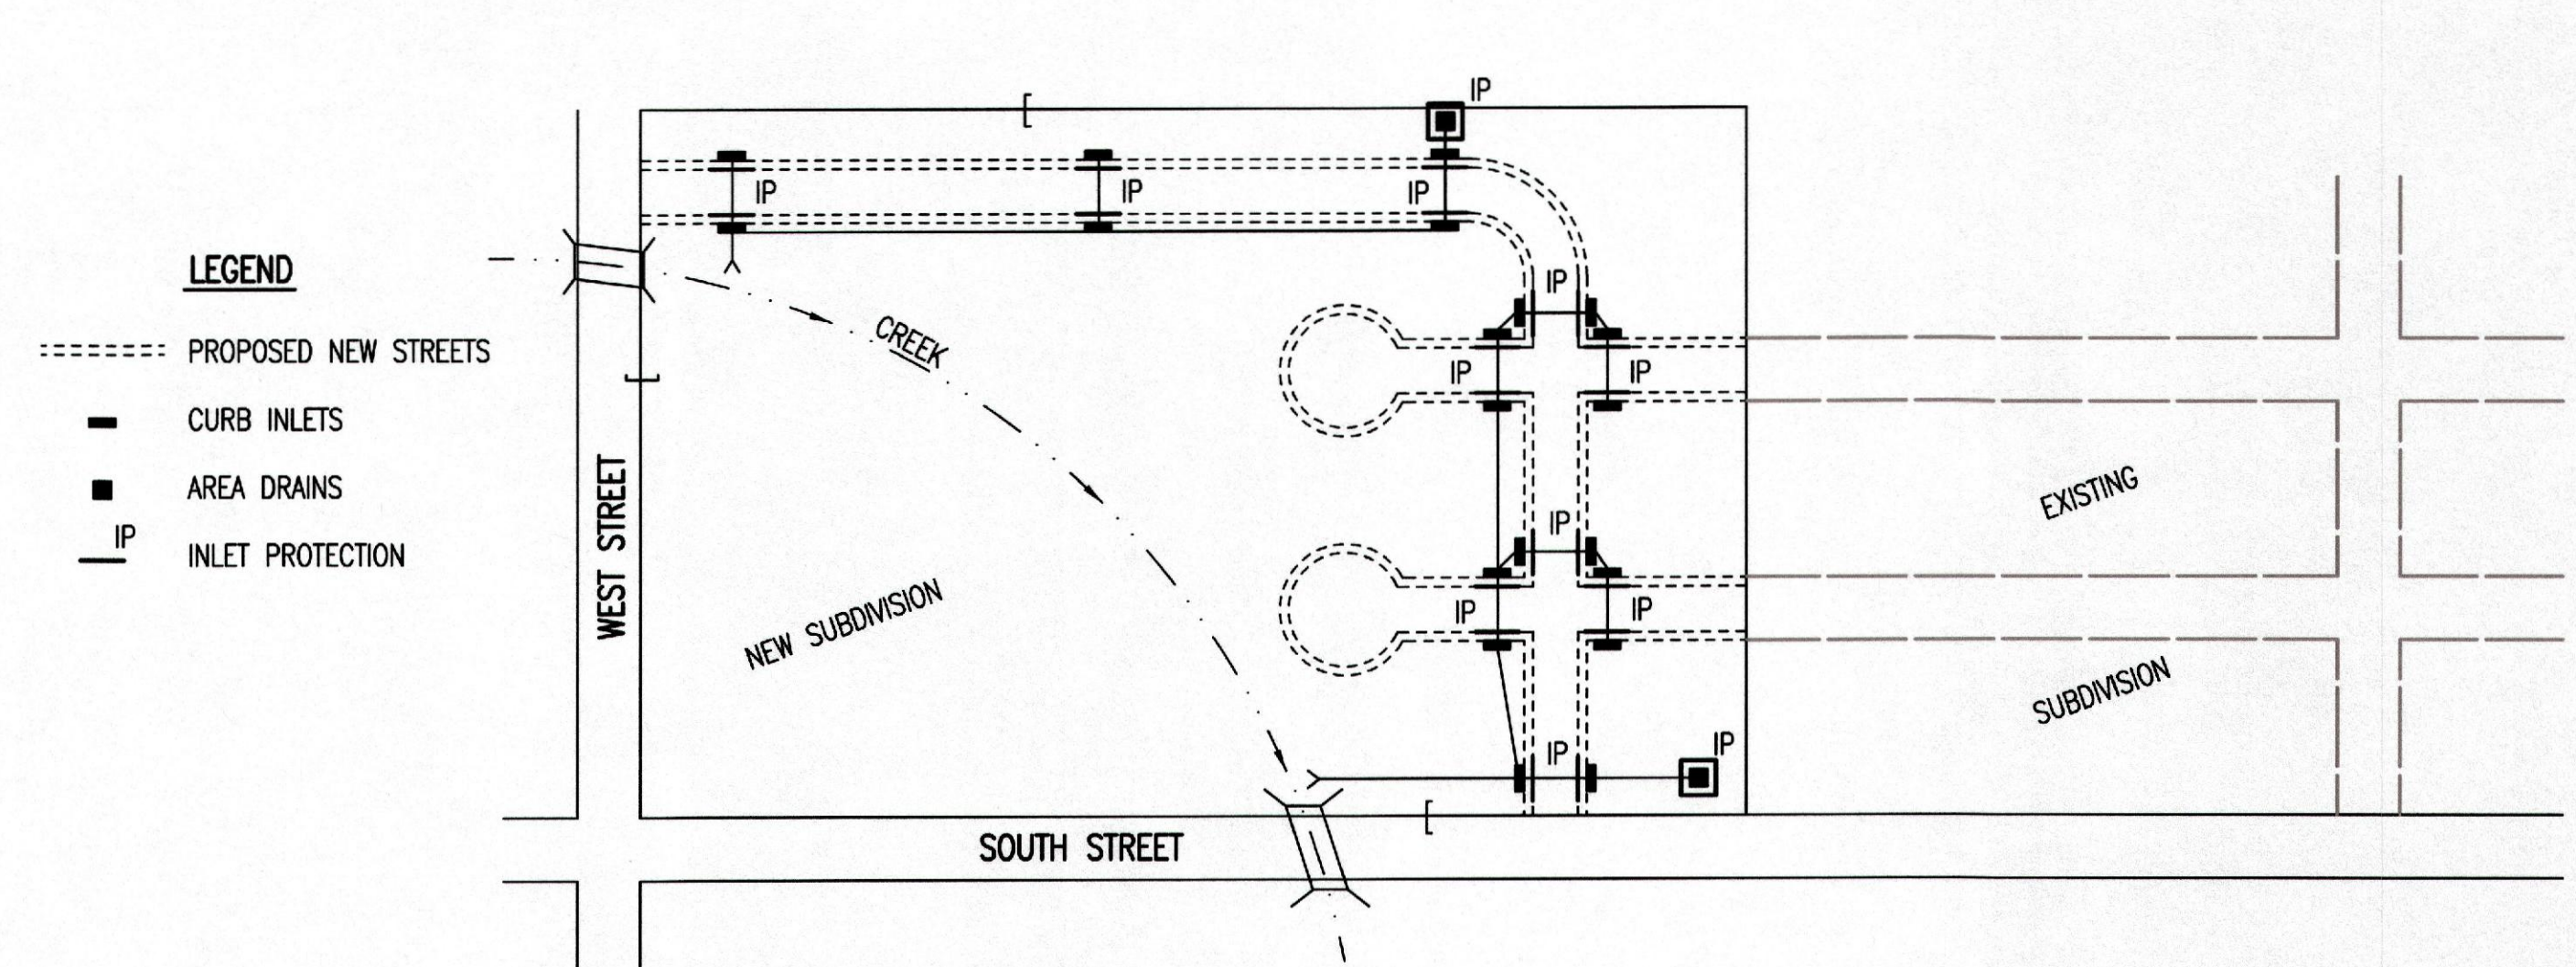 LEGEND
PROPOSED NEW STREETS
CURB INLETS
AREA DRAINS
IP
INLET PROTECTION
WEST STREET
SOUTH STREET
CREEK
NEW SUBDIVISION
EXISTING
SUBDIVISION
IP
IP
IP
IP
IP
IP
IP
IP
IP
IP
IP
IP